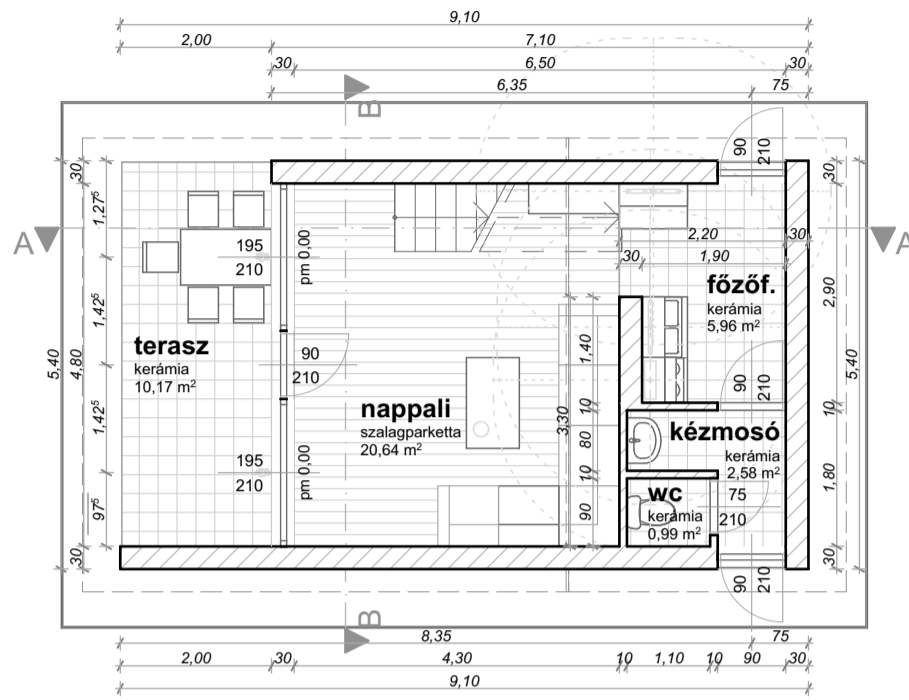 9,10
2,00 7,10
30 6,50 30
6,35 75
B
90
210
30 30
1,27⁵
A A
195
210
pm 0,00
2,20 30
30 1,90
főzőf.
kerámia
5,96 m²
2,90
1,42⁵
5,40 4,80 5,40
terasz
kerámia
10,17 m²
90
210
1,40
90
210
nappali
szalagparketta
20,64 m²
3,30
10 10
kézmosó
kerámia
2,58 m²
80
1,42⁵
195
210
pm 0,00
10
wc
kerámia
0,99 m²
75
210
1,80
97⁵
90
30 30
90
210
B
8,35 75
2,00 30 4,30 10 1,10 10 90 30
9,10